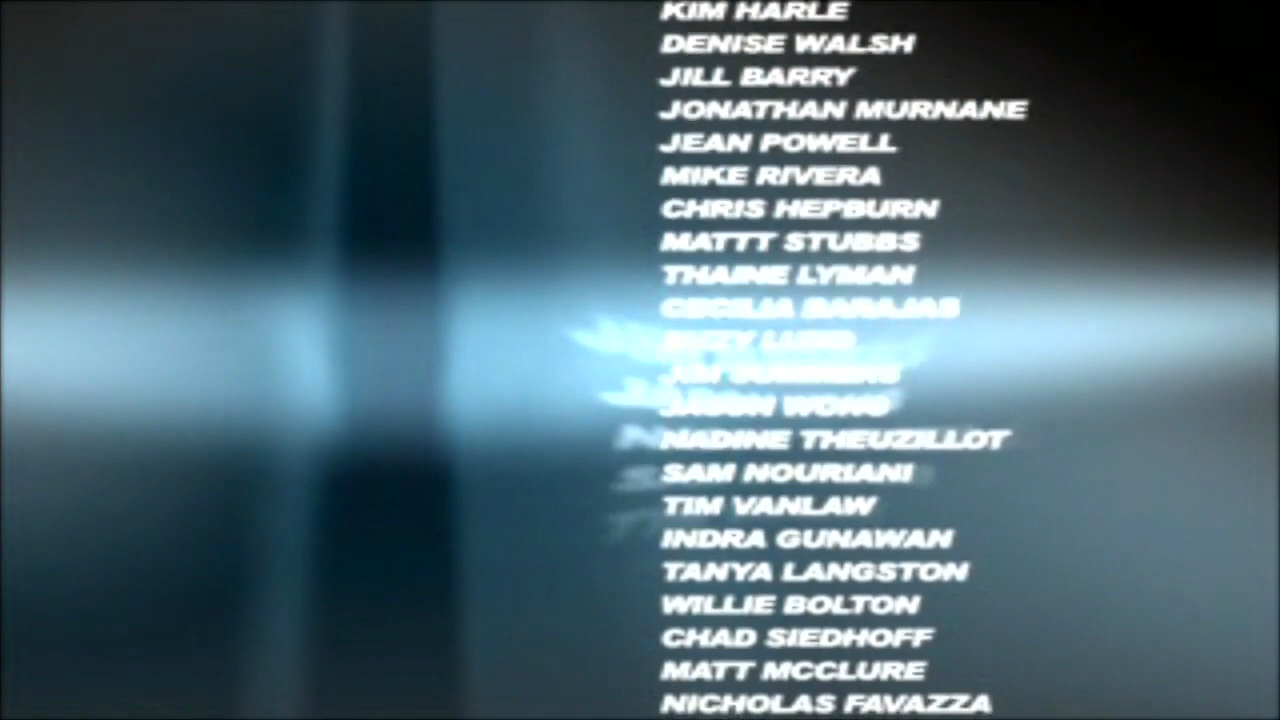 KIM HARLE
DENISE WALSH
JILL BARRY
JONATHAN MURNANE
JEAN POWELL
MIKE RIVERA
CHRIS HEPBURN
MATTT STUBBS
THAINE LYMAN
CECILIA BARAJAS
JASON WONG
NADINE THEUZILLOT
SAM NOURIANI
TIM VANLAW
INDRA GUNAWAN
TANYA LANGSTON
WILLIE BOLTON
CHAD SIEDHOFF
MATT MCCLURE
NICHOLAS FAVAZZA